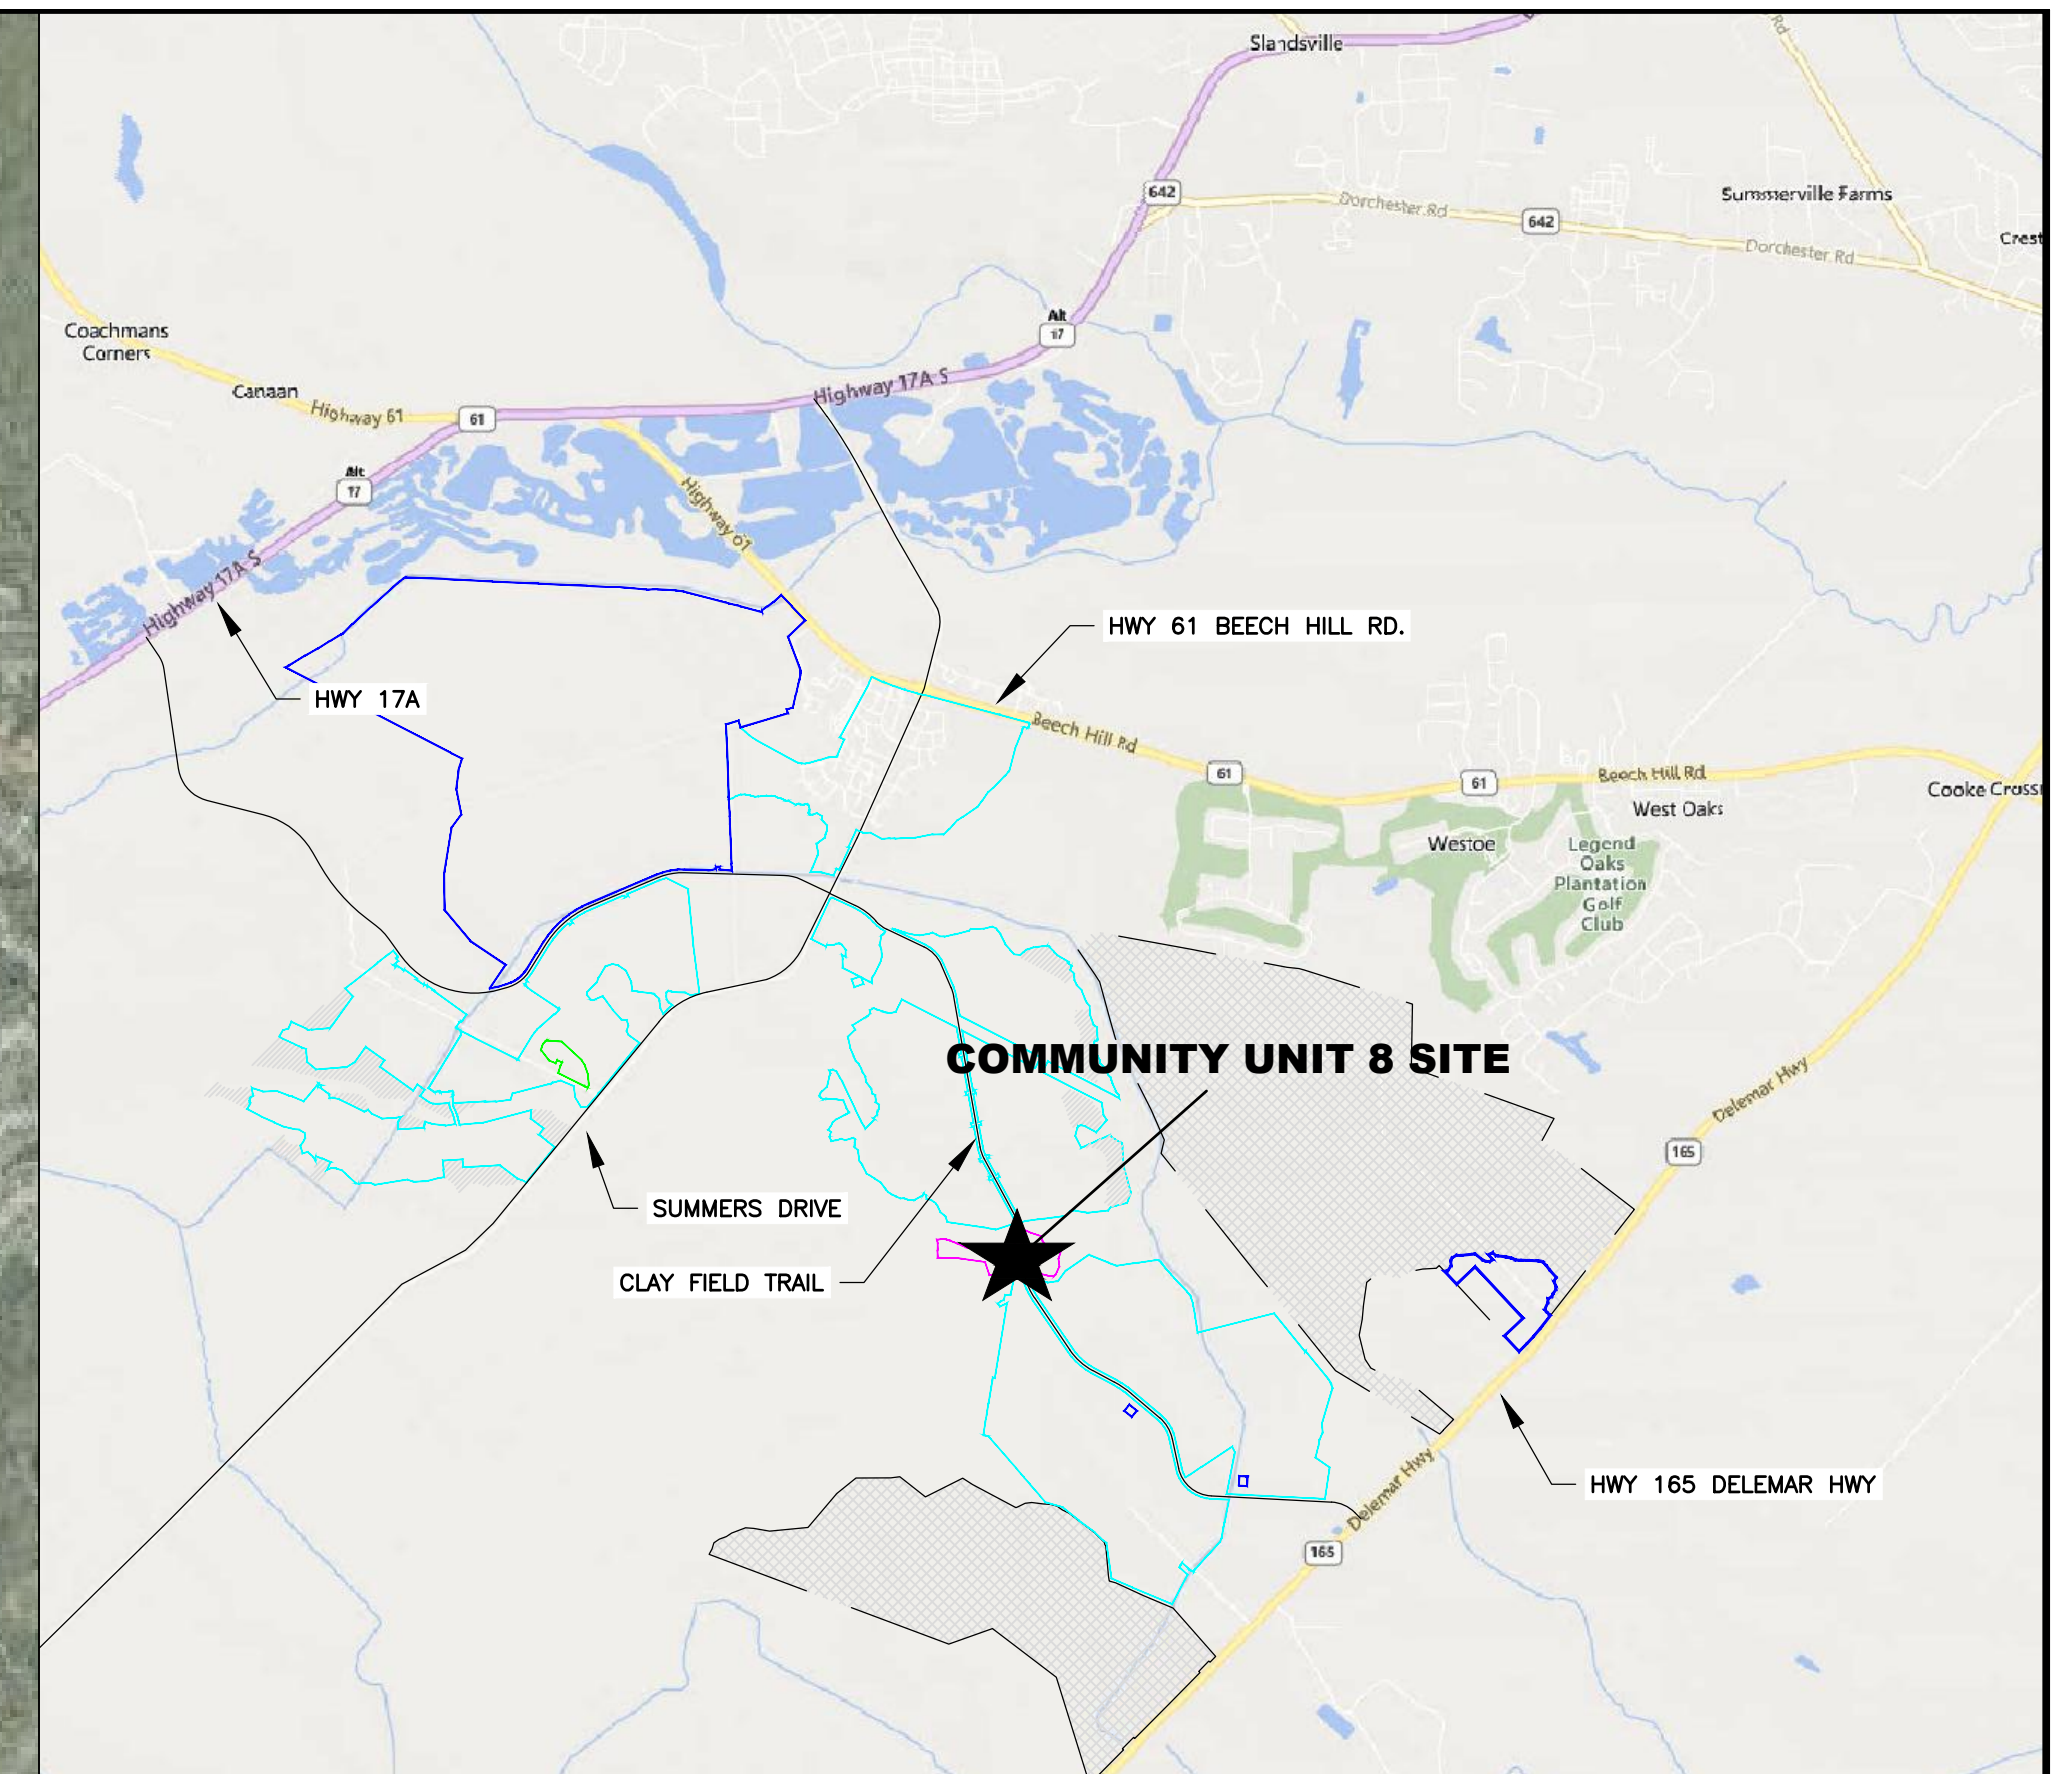 Slandsville
642
Dorchester Rd
642
Summerville Farms
Dorchester Rd
Crest
Rd
Alt
17
Coachmans
Corners
Canaan
Highway 61
61
Highway 17A S
Alt
17
Highway 61
Highway 17A S
HWY 61 BEECH HILL RD.
HWY 17A
Beech Hill Rd
61
61
Beech Hill Rd
West Oaks
Cooke Cross
Westoe
Legend
Oaks
Plantation
Golf
Club
COMMUNITY UNIT 8 SITE
Delemar Hwy
165
SUMMERS DRIVE
CLAY FIELD TRAIL
Delemar Hwy
HWY 165 DELEMAR HWY
165